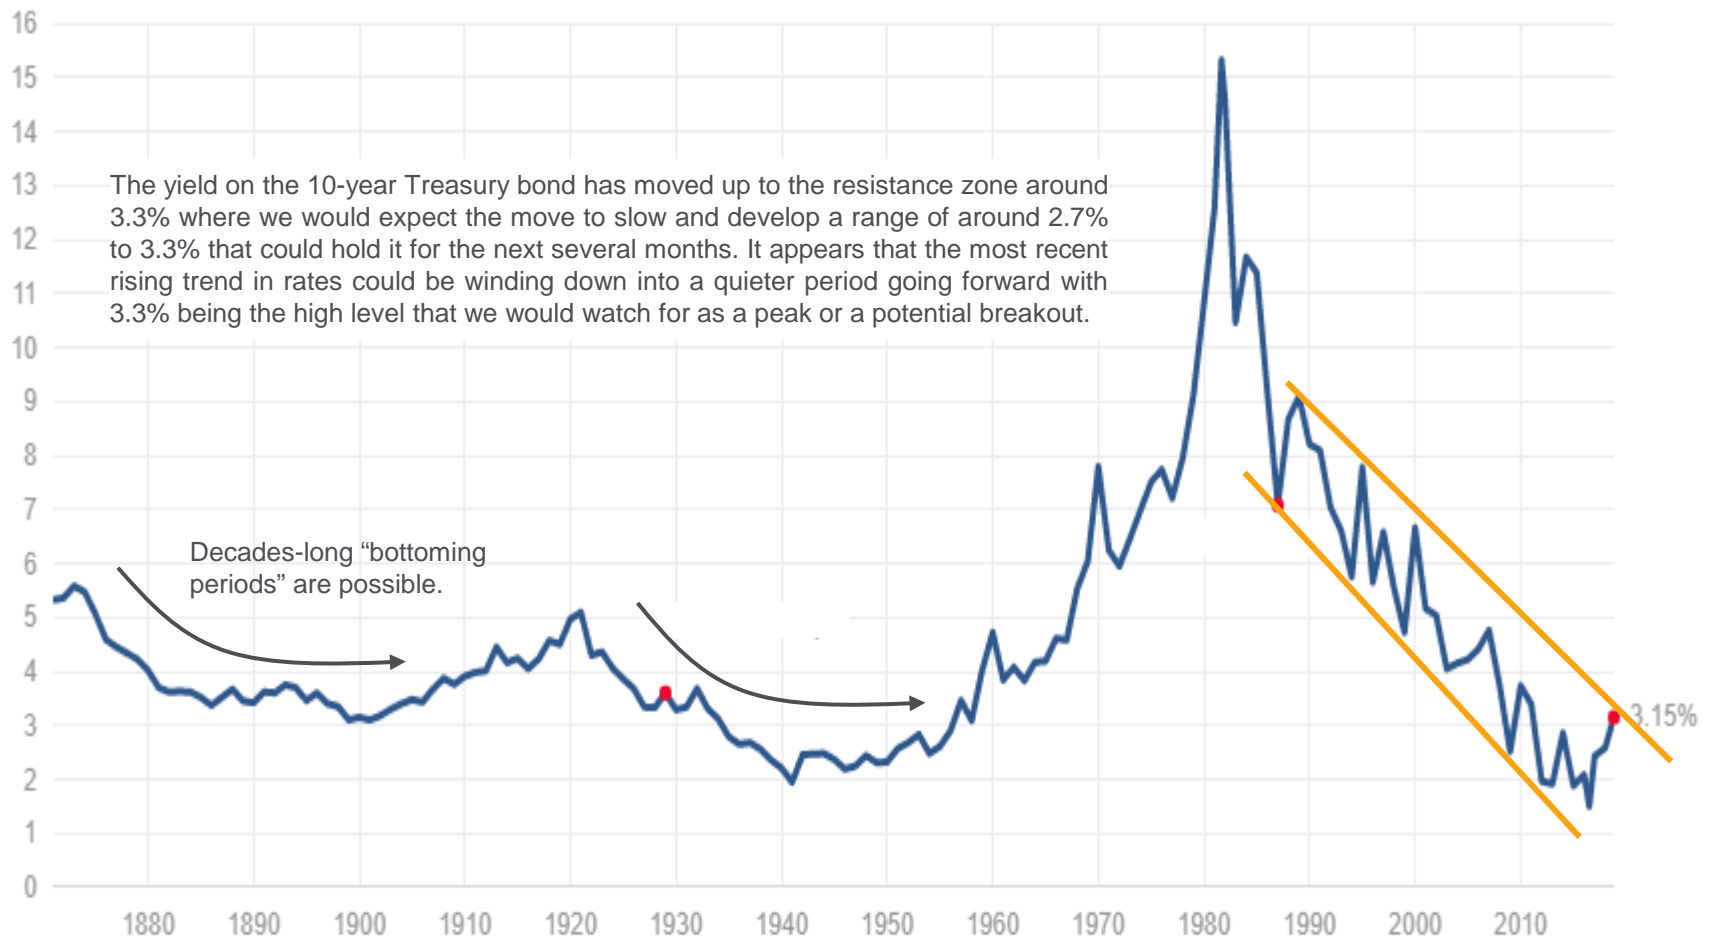 16
15
14
13
12
11
10
9
8
7
6
5
4
3
2
1
0
The yield on the 10-year Treasury bond has moved up to the resistance zone around
3.3% where we would expect the move to slow and develop a range of around 2.7%
to 3.3% that could hold it for the next several months. It appears that the most recent
rising trend in rates could be winding down into a quieter period going forward with
3.3% being the high level that we would watch for as a peak or a potential breakout.
Decades-long “bottoming
periods” are possible.
3.15%
1880 1890 1900 1910 1920 1930 1940 1950 1960 1970 1980 1990 2000 2010